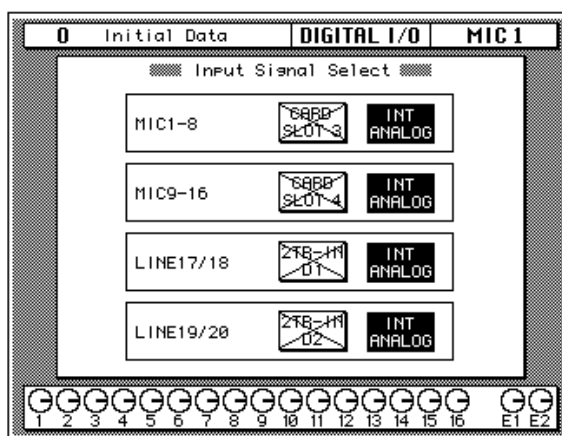 0 Initial Data DIGITAL I/O MIC 1
Input Signal Select
MIC1-8 CARD SLOT-3 INT ANALOG
MIC9-16 CARD SLOT-4 INT ANALOG
LINE17/18 2TR-IN D1 INT ANALOG
LINE19/20 2TR-IN D2 INT ANALOG
1 2 3 4 5 6 7 8 9 10 11 12 13 14 15 16 E1 E2